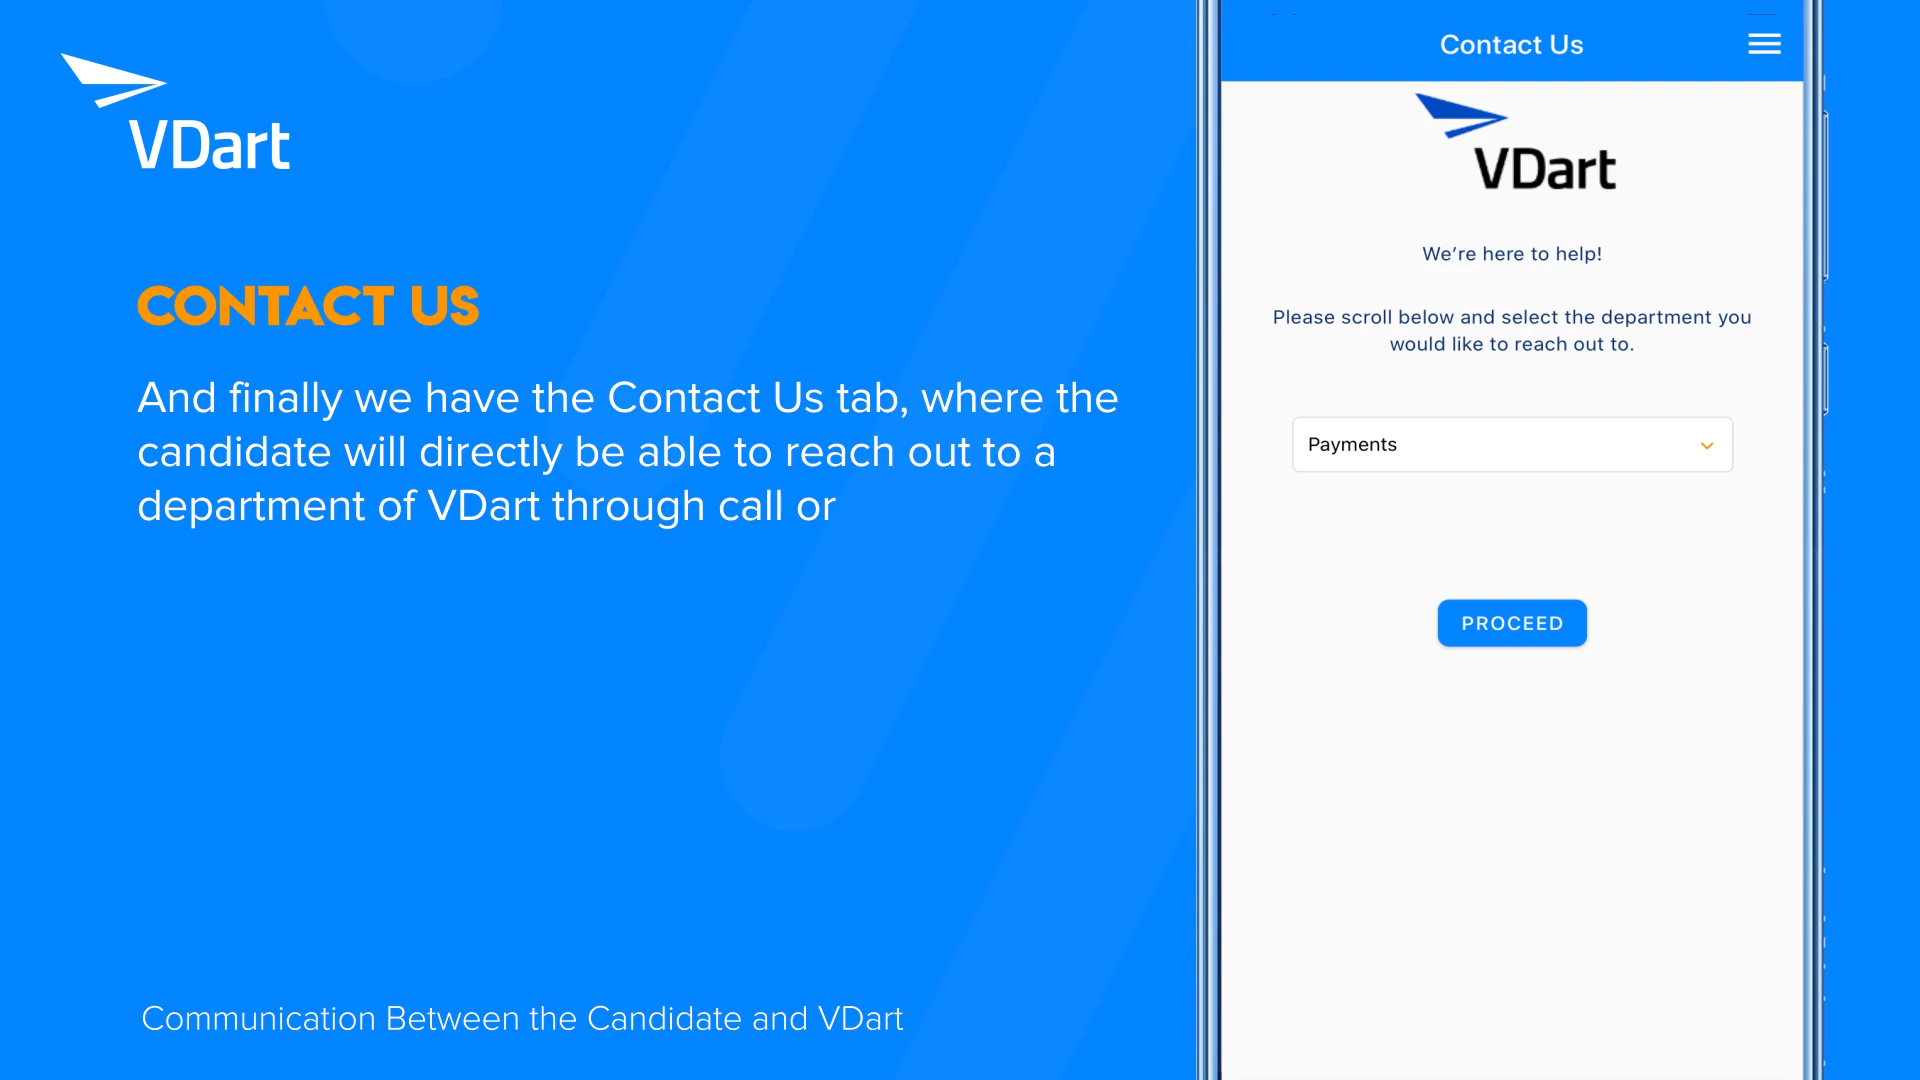 VDart
CONTACT US
And finally we have the Contact Us tab, where the
candidate will directly be able to reach out to a
department of VDart through call or
Communication Between the Candidate and VDart
Contact Us
VDart
We’re here to help!
Please scroll below and select the department you
would like to reach out to.
Payments
PROCEED